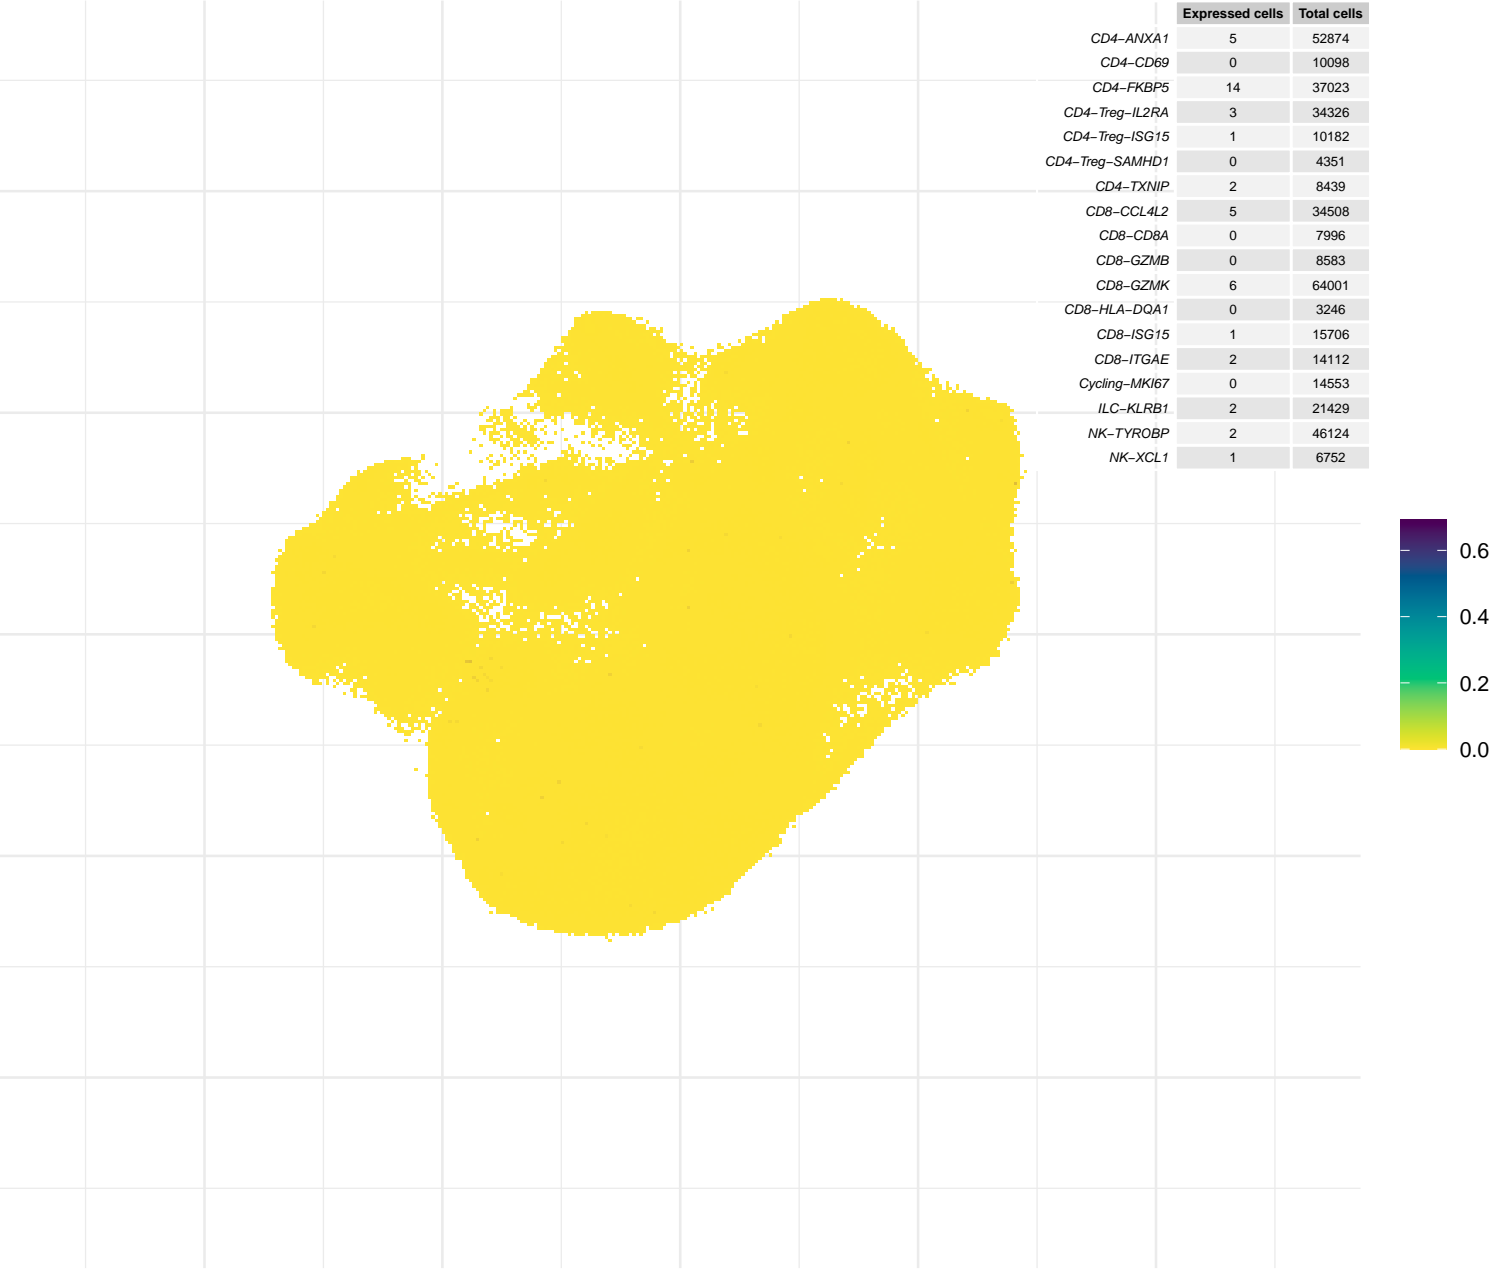 Expressed cells Total cells
CD4−ANXA1 5 52874
CD4−CD69 0 10098
CD4−FKBP5 14 37023
CD4−Treg−IL2RA 3 34326
CD4−Treg−ISG15 1 10182
CD4−Treg−SAMHD1 0 4351
CD4−TXNIP 2 8439
CD8−CCL4L2 5 34508
CD8−CD8A 0 7996
CD8−GZMB 0 8583
CD8−GZMK 6 64001
CD8−HLA−DQA1 0 3246
CD8−ISG15 1 15706
CD8−ITGAE 2 14112
Cycling−MKI67 0 14553
ILC−KLRB1 2 21429
NK−TYROBP 2 46124
NK−XCL1 1 6752
0.6
0.4
0.2
0.0